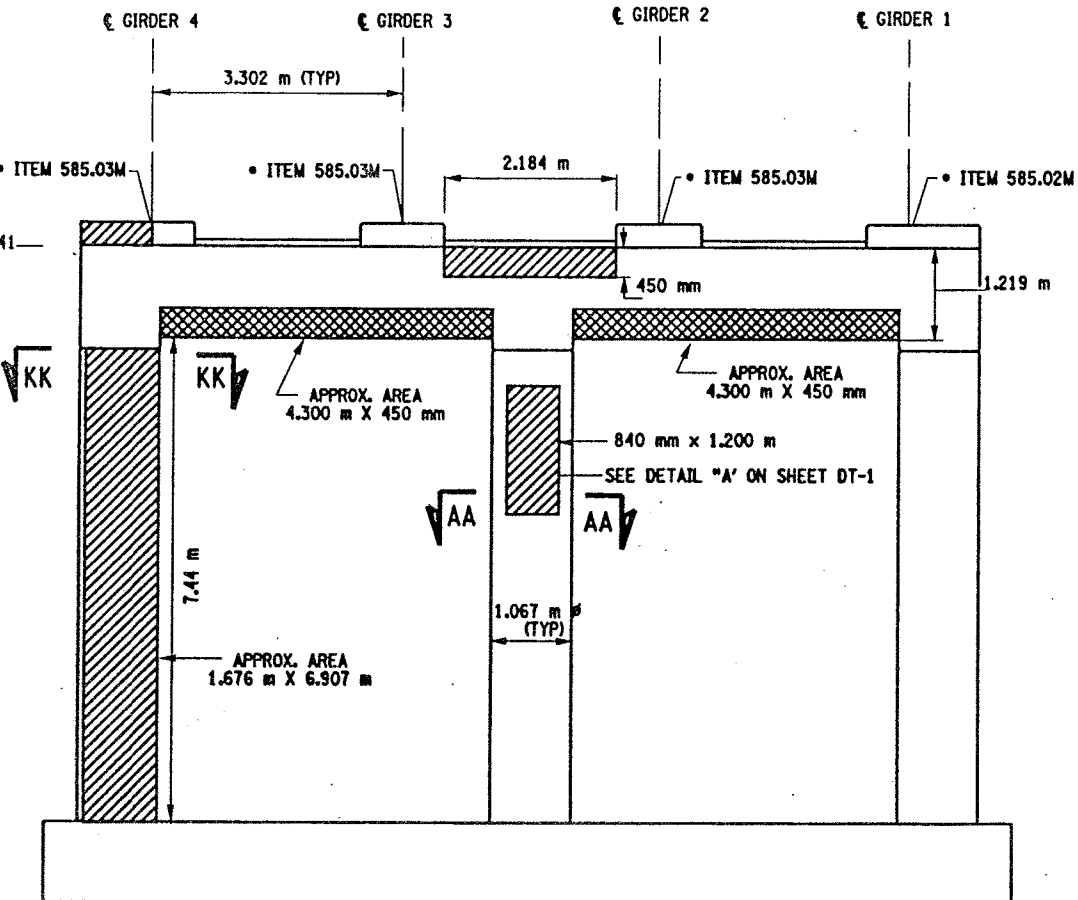 ℄ GIRDER 4
℄ GIRDER 3
℄ GIRDER 2
℄ GIRDER 1
3.302 m (TYP)
• ITEM 585.03M
• ITEM 585.03M
2.184 m
• ITEM 585.03M
• ITEM 585.02M
41
450 mm
1.219 m
KK
KK
APPROX. AREA
4.300 m X 450 mm
APPROX. AREA
4.300 m X 450 mm
840 mm x 1.200 m
SEE DETAIL "A' ON SHEET DT-1
AA
AA
7.44 m
1.067 m ø
(TYP)
APPROX. AREA
1.676 m X 6.907 m